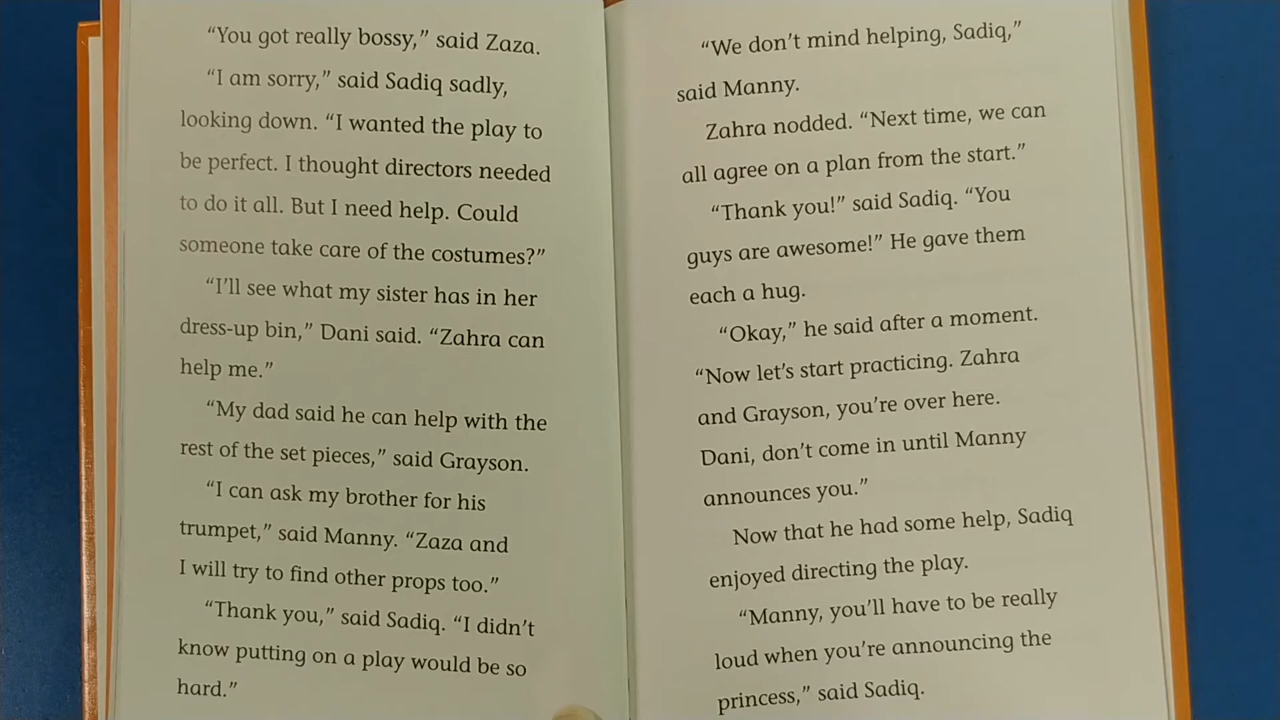 “You got really bossy,” said Zaza.
“I am sorry,” said Sadiq sadly,
looking down. “I wanted the play to
be perfect. I thought directors needed
to do it all. But I need help. Could
someone take care of the costumes?”
“I’ll see what my sister has in her
dress-up bin,” Dani said. “Zahra can
help me.”
“My dad said he can help with the
rest of the set pieces,” said Grayson.
“I can ask my brother for his
trumpet,” said Manny. “Zaza and
I will try to find other props too.”
“Thank you,” said Sadiq. “I didn’t
know putting on a play would be so
hard.”
“We don’t mind helping, Sadiq,”
said Manny.
Zahra nodded. “Next time, we can
all agree on a plan from the start.”
“Thank you!” said Sadiq. “You
guys are awesome!” He gave them
each a hug.
“Okay,” he said after a moment.
“Now let’s start practicing. Zahra
and Grayson, you’re over here.
Dani, don’t come in until Manny
announces you.”
Now that he had some help, Sadiq
enjoyed directing the play.
“Manny, you’ll have to be really
loud when you’re announcing the
princess,” said Sadiq.